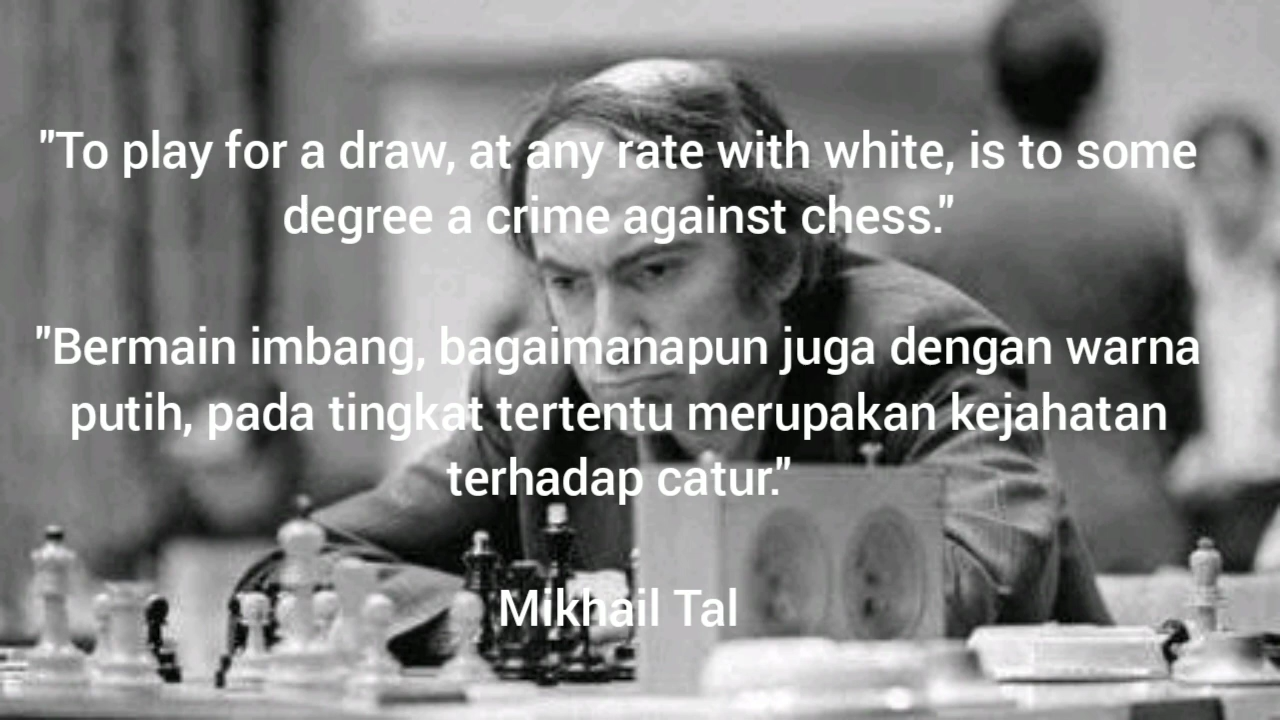 "To play for a draw, at any rate with white, is to some
degree a crime against chess."
"Bermain imbang, bagaimanapun juga dengan warna
putih, pada tingkat tertentu merupakan kejahatan
terhadap catur."
Mikhail Tal